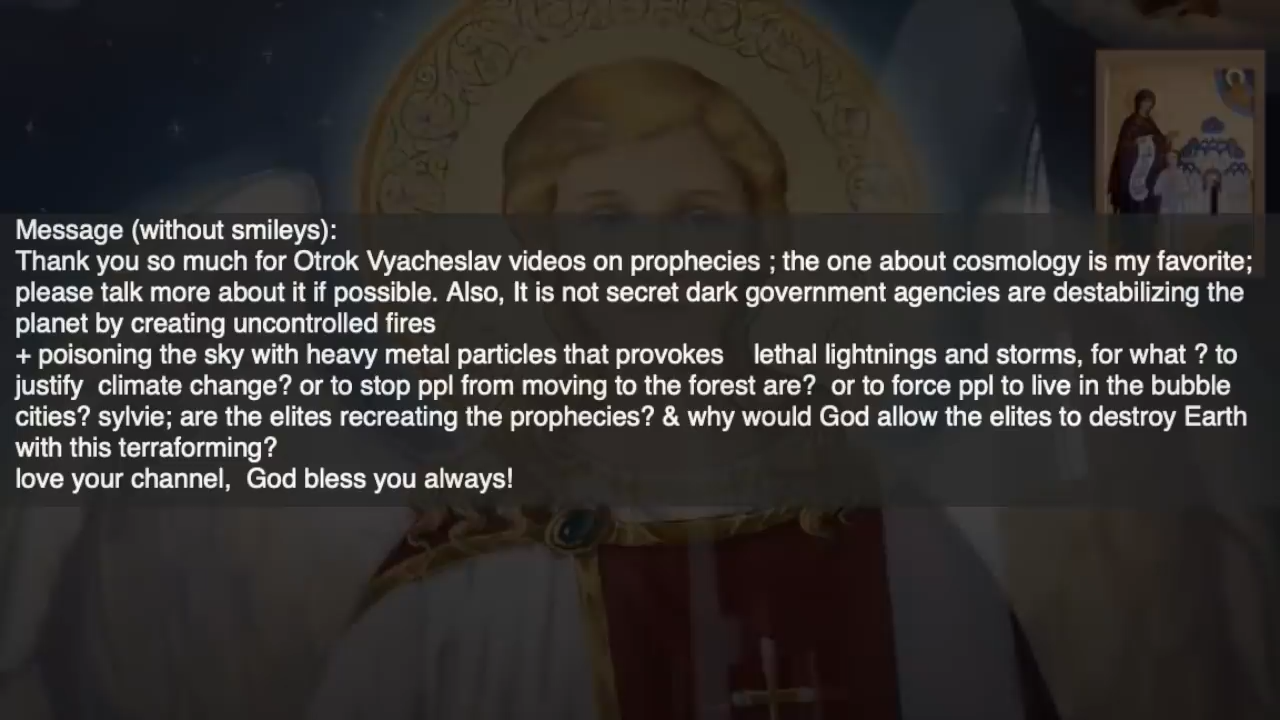 Message (without smileys):
Thank you so much for Otrok Vyacheslav videos on prophecies ; the one about cosmology is my favorite;
please talk more about it if possible. Also, It is not secret dark government agencies are destabilizing the
planet by creating uncontrolled fires
+ poisoning the sky with heavy metal particles that provokes    lethal lightnings and storms, for what ? to
justify  climate change? or to stop ppl from moving to the forest are?  or to force ppl to live in the bubble
cities? sylvie; are the elites recreating the prophecies? & why would God allow the elites to destroy Earth
with this terraforming?
love your channel,  God bless you always!